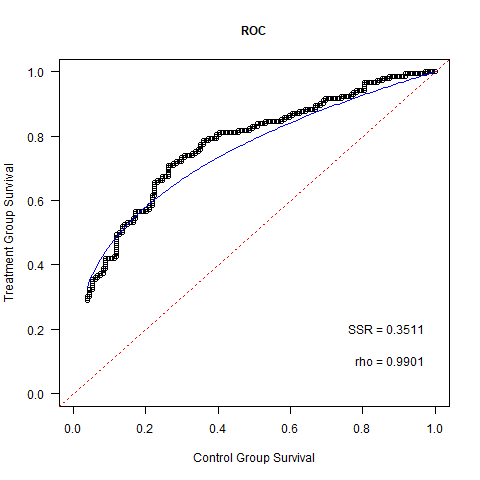 ROC
Treatment Group Survival
1.0
0.8
0.6
0.4
0.2
0.0
SSR = 0.3511
rho = 0.9901
0.0 0.2 0.4 0.6 0.8 1.0
Control Group Survival